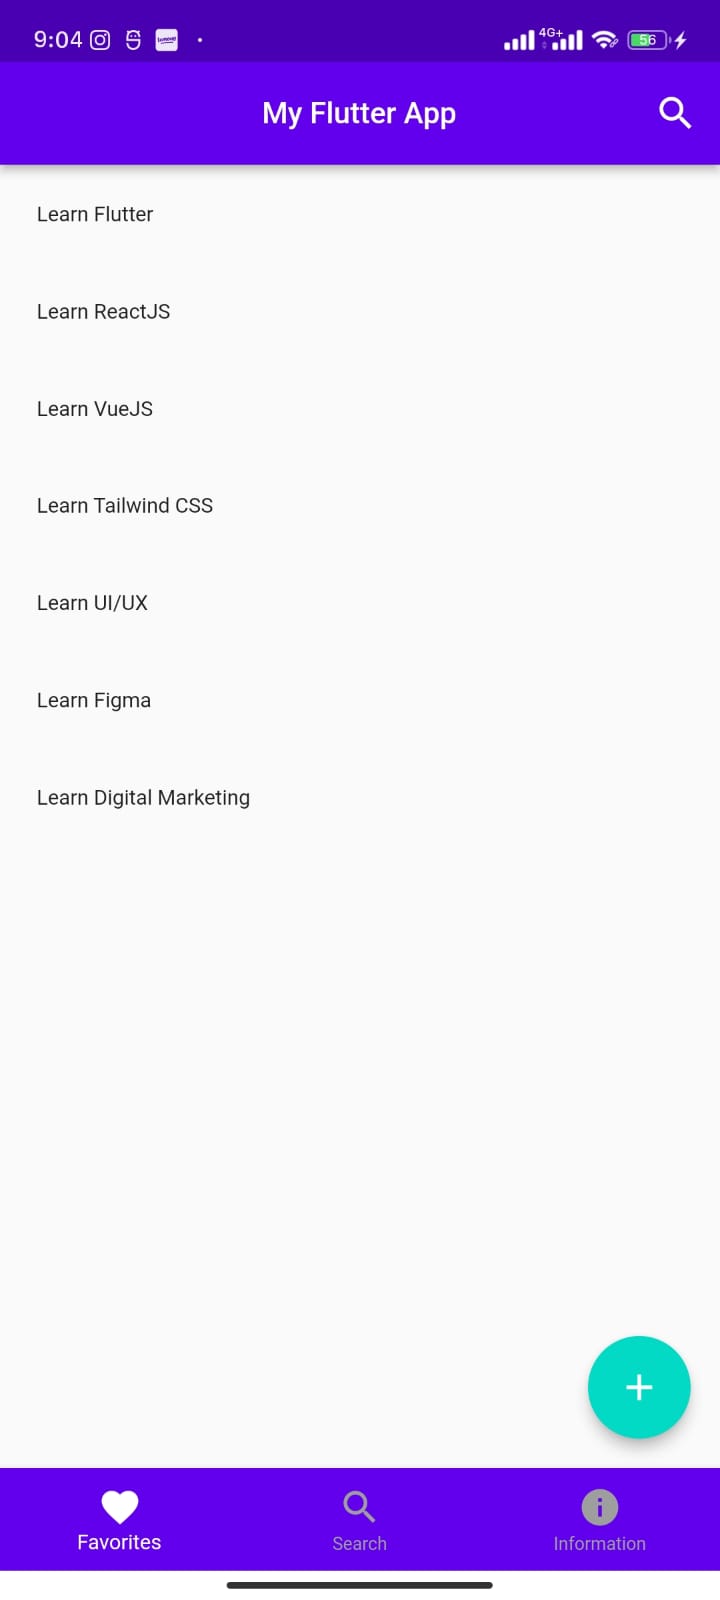 9:04
4G+
56
My Flutter App
Learn Flutter
Learn ReactJS
Learn VueJS
Learn Tailwind CSS
Learn UI/UX
Learn Figma
Learn Digital Marketing
Favorites
Search
Information